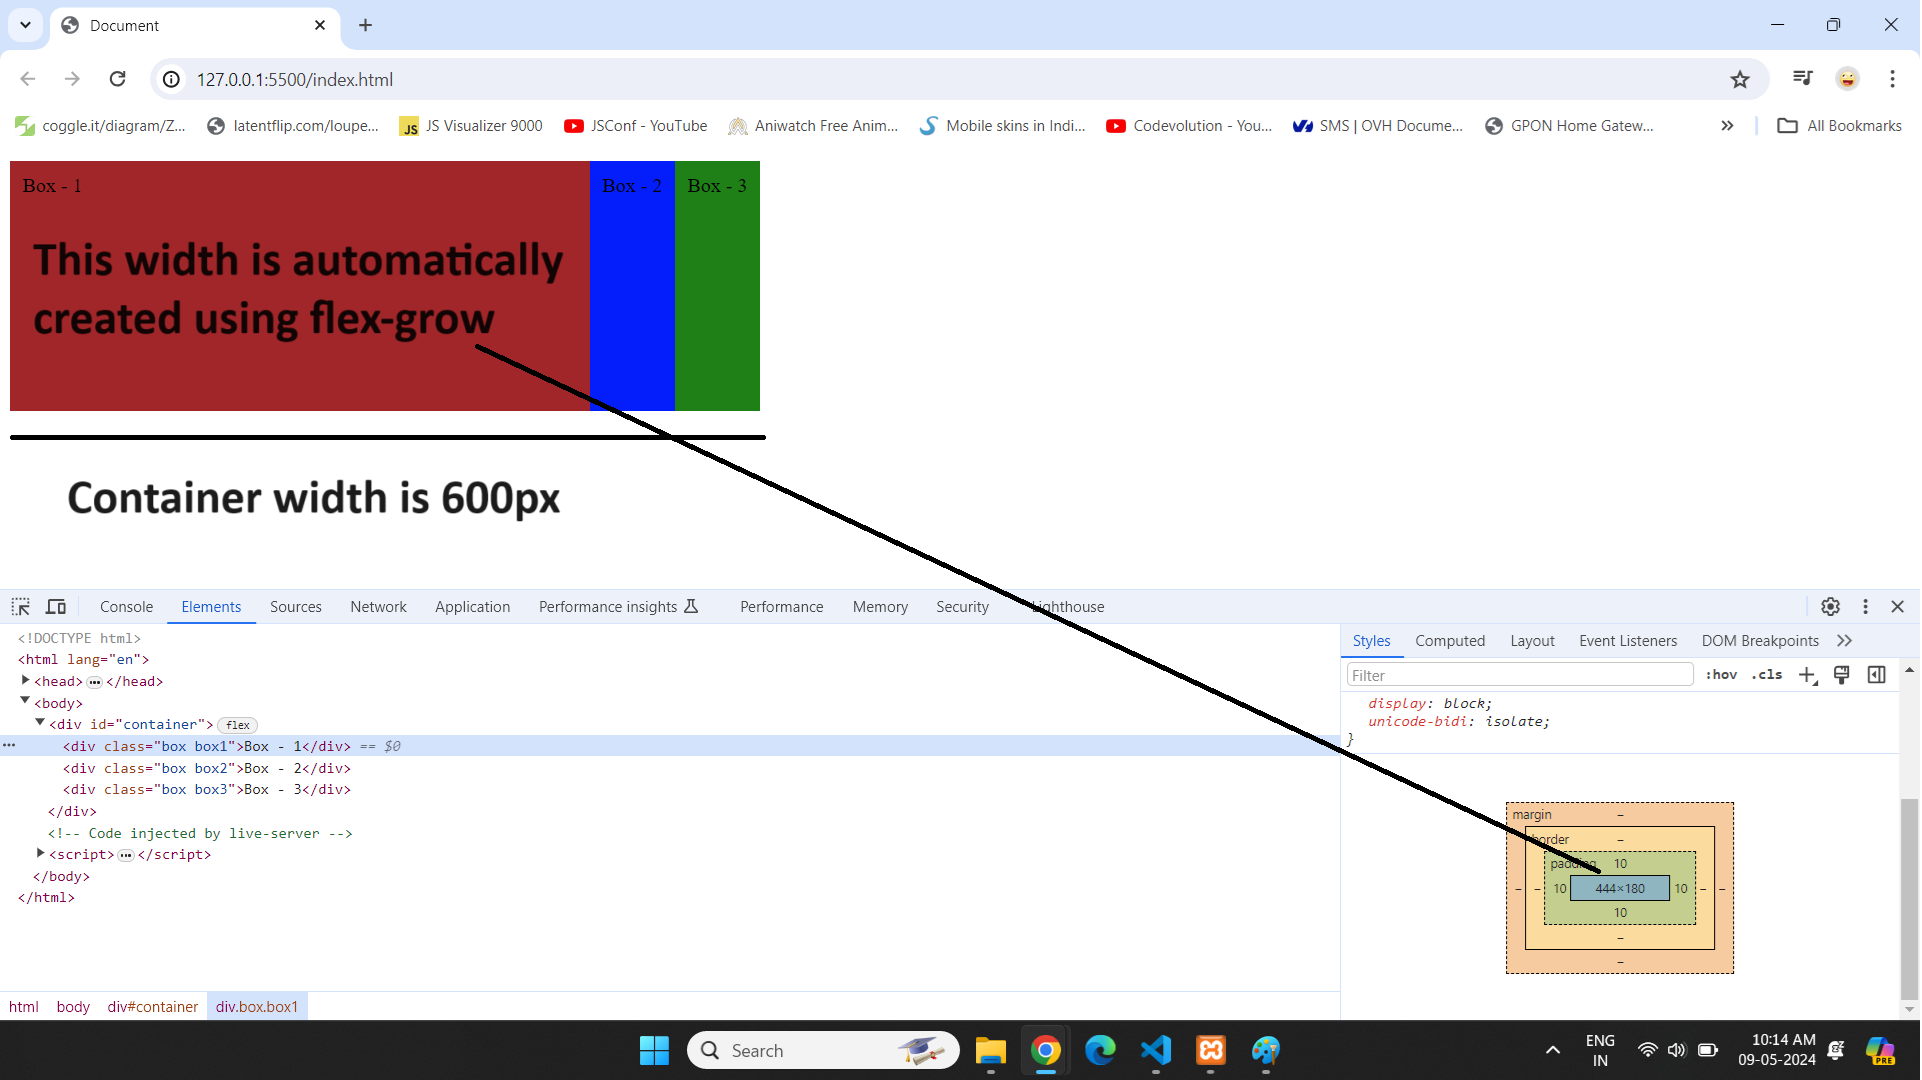 Document
127.0.0.1:5500/index.html
coggle.it/diagram/Z... latentflip.com/loupe... JS Visualizer 9000 JSConf - YouTube Aniwatch Free Anim... Mobile skins in Indi... Codevolution - You... SMS | OVH Docume... GPON Home Gatew... All Bookmarks
Box - 1 Box - 2 Box - 3
This width is automatically
created using flex-grow
Container width is 600px
Console Elements Sources Network Application Performance insights Performance Memory Security Lighthouse
<!DOCTYPE html>
<html lang="en">
<head> ••• </head>
<body>
<div id="container"> flex
<div class="box box1">Box - 1</div> == $0
<div class="box box2">Box - 2</div>
<div class="box box3">Box - 3</div>
</div>
<!-- Code injected by live-server -->
<script> ••• </script>
</body>
</html>
html body div#container div.box.box1
Styles Computed Layout Event Listeners DOM Breakpoints
Filter :hov .cls
display: block;
unicode-bidi: isolate;
}
margin –
border –
padding 10
– – 10 444×180 10 – –
10
–
–
Search
ENG
IN
10:14 AM
09-05-2024
PRE